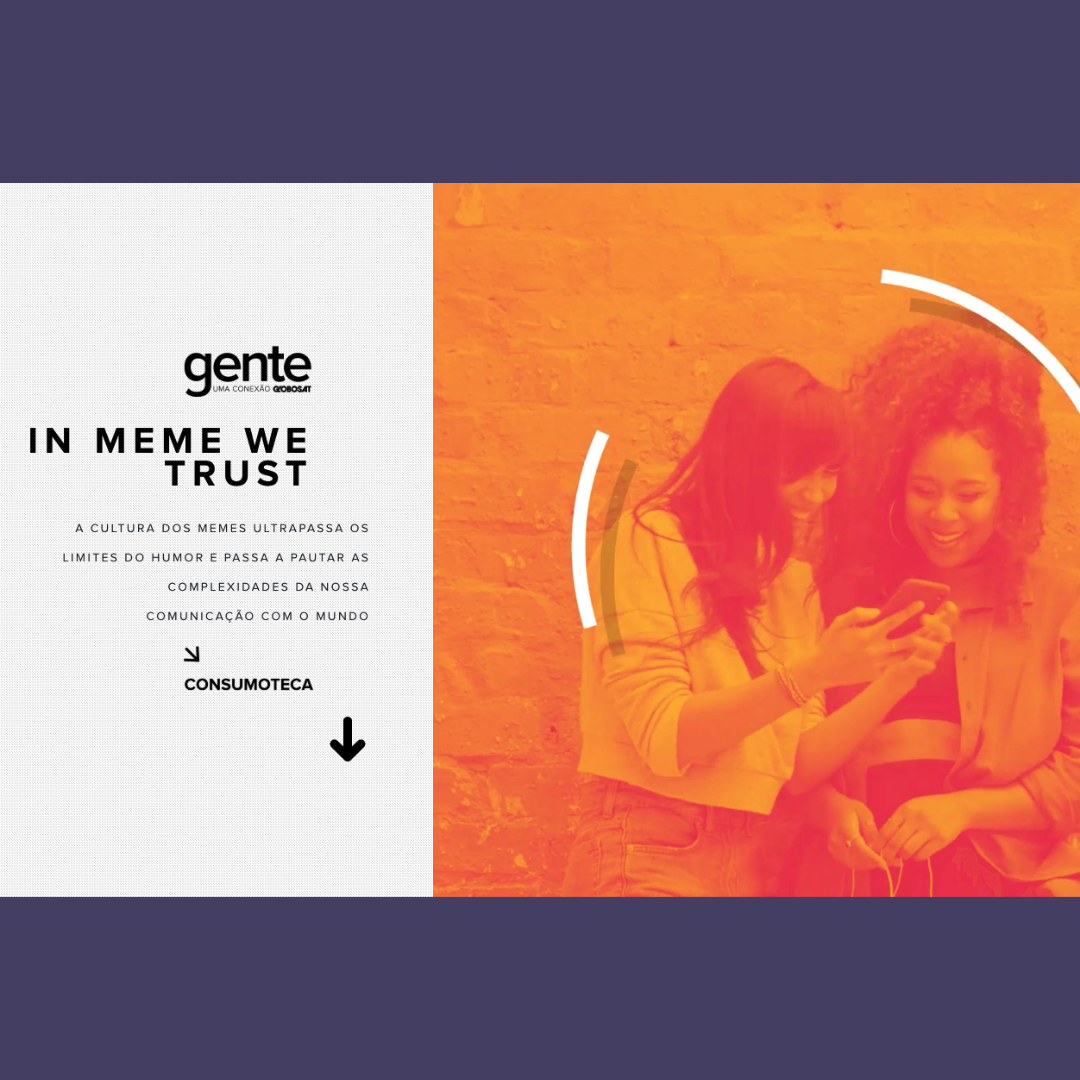 gente
UMA CONEXÃO GLOBOSAT
IN MEME WE
TRUST
A CULTURA DOS MEMES ULTRAPASSA OS
LIMITES DO HUMOR E PASSA A PAUTAR AS
COMPLEXIDADES DA NOSSA
COMUNICAÇÃO COM O MUNDO
CONSUMOTECA